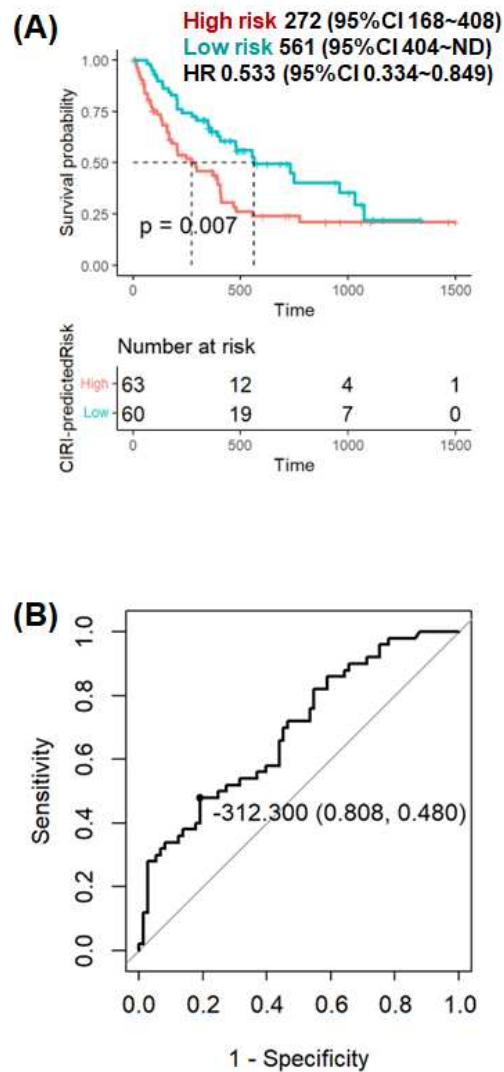 (A)
High risk 272 (95%CI 168~408)
Low risk 561 (95%CI 404~ND)
HR 0.533 (95%CI 0.334~0.849)
Survival probability
1.00
0.75
0.50
0.25
0.00
p = 0.007
0 500 1000 1500
Time
Number at risk
CIRI-predictedRisk
High 63 12 4 1
Low 60 19 7 0
0 500 1000 1500
Time
(B)
Sensitivity
1.0
0.8
0.6
0.4
0.2
0.0
-312.300 (0.808, 0.480)
0.0 0.2 0.4 0.6 0.8 1.0
1 - Specificity